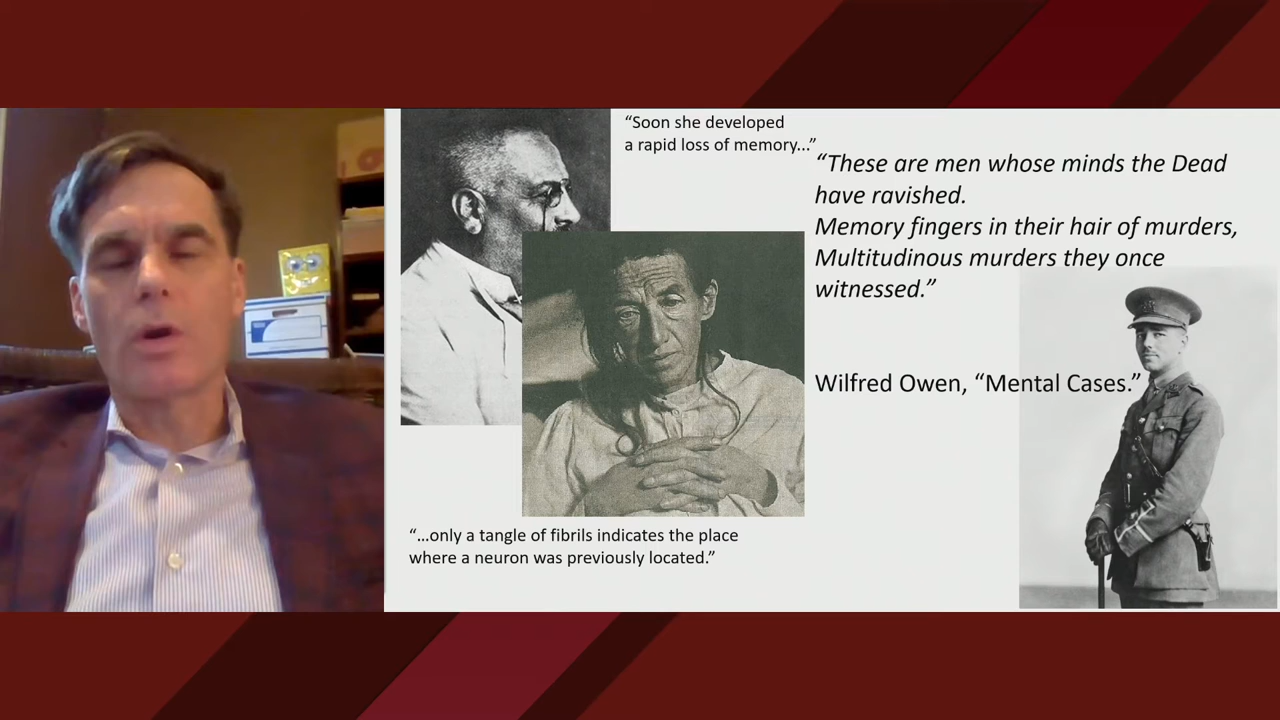 “Soon she developed
a rapid loss of memory...”
“These are men whose minds the Dead
have ravished.
Memory fingers in their hair of murders,
Multitudinous murders they once
witnessed.”
Wilfred Owen, “Mental Cases.”
“...only a tangle of fibrils indicates the place
where a neuron was previously located.”